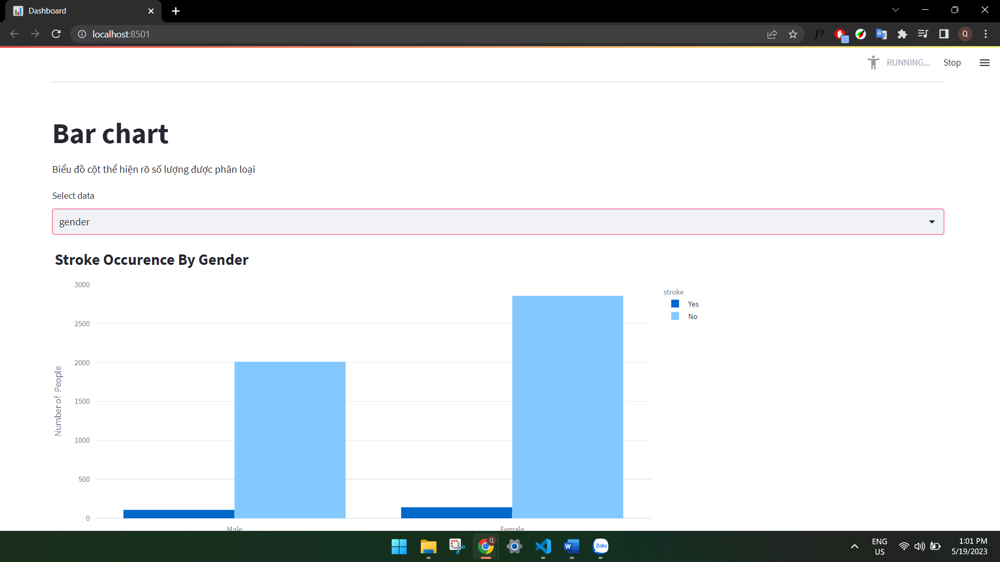 Dashboard
localhost:8501
f?
Q
RUNNING...
Stop
Bar chart
Biểu đồ cột thể hiện rõ số lượng được phân loại
Select data
gender
Stroke Occurence By Gender
3000
2500
2000
1500
1000
500
0
Number of People
Male
Female
stroke
Yes
No
Q
W
Zalo
ENG
US
1:01 PM
5/19/2023